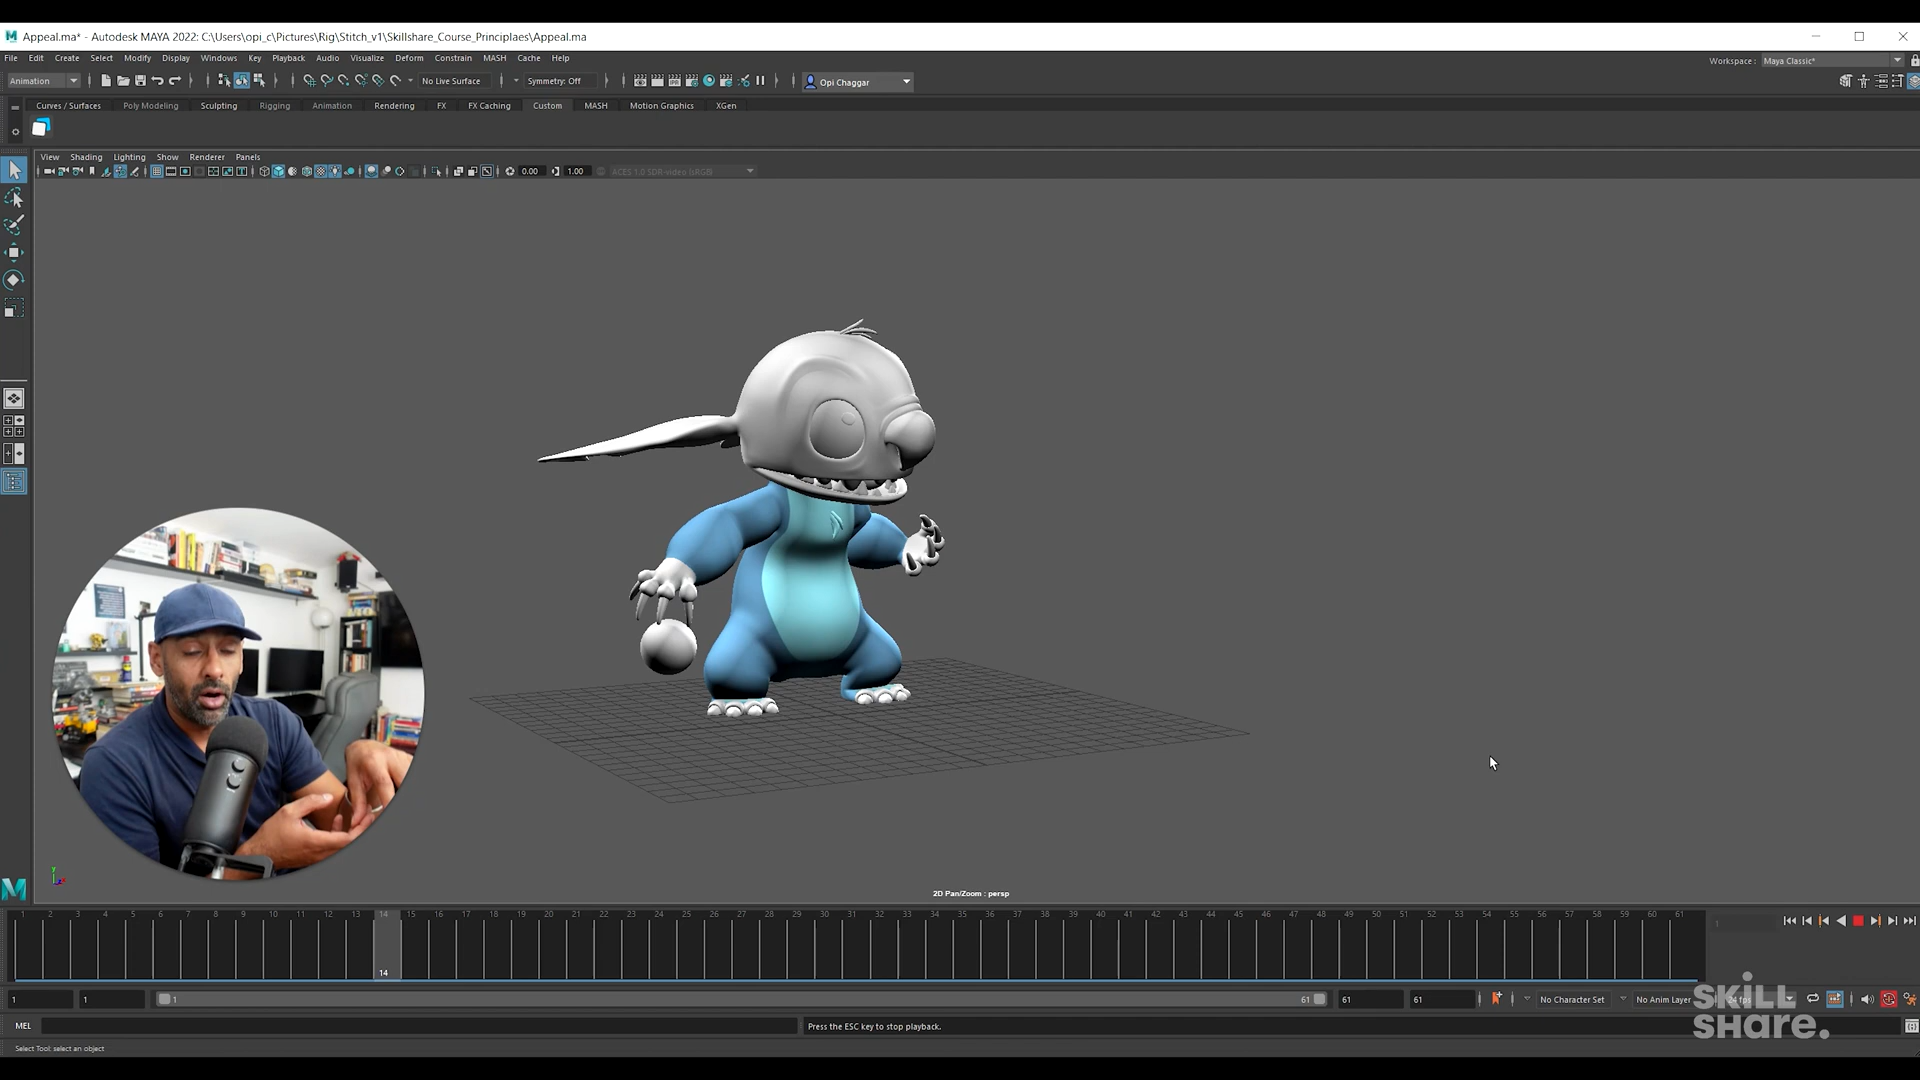 Appeal.ma* - Autodesk MAYA 2022: C:\Users\opi_c\Pictures\Rig\Stitch_v1\Skillshare_Course_Principlaes\Appeal.ma
File Edit Create Select Modify Display Windows Key Playback Audio Visualize Deform Constrain MASH Cache Help
Workspace : Maya Classic*
Animation No Live Surface Symmetry: Off Opi Chaggar
Curves / Surfaces Poly Modeling Sculpting Rigging Animation Rendering FX FX Caching Custom MASH Motion Graphics XGen
View Shading Lighting Show Renderer Panels
0.00 1.00 ACES 1.0 SDR-video (sRGB)
2D Pan/Zoom : persp
1 2 3 4 5 6 7 8 9 10 11 12 13 14 15 16 17 18 19 20 21 22 23 24 25 26 27 28 29 30 31 32 33 34 35 36 37 38 39 40 41 42 43 44 45 46 47 48 49 50 51 52 53 54 55 56 57 58 59 60 61
14
1 1 1 61 61 61 No Character Set No Anim Layer 24 fps
SKILL
SHARE.
MEL Press the ESC key to stop playback.
Select Tool: select an object